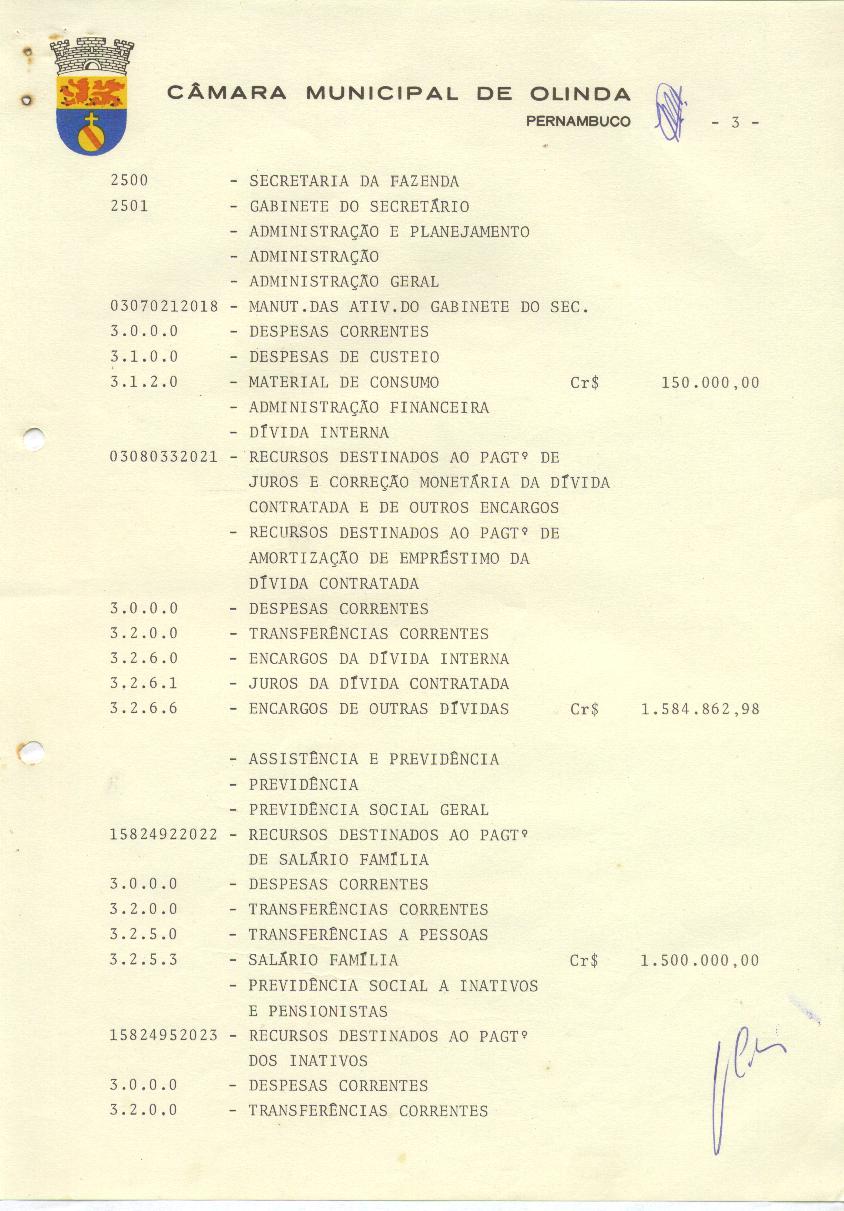 CÂMARA MUNICIPAL DE OLINDA
PERNAMBUCO - 3 -
2500 - SECRETARIA DA FAZENDA
2501 - GABINETE DO SECRETÁRIO
- ADMINISTRAÇÃO E PLANEJAMENTO
- ADMINISTRAÇÃO
- ADMINISTRAÇÃO GERAL
03070212018 - MANUT.DAS ATIV.DO GABINETE DO SEC.
3.0.0.0 - DESPESAS CORRENTES
3.1.0.0 - DESPESAS DE CUSTEIO
3.1.2.0 - MATERIAL DE CONSUMO Cr$ 150.000,00
- ADMINISTRAÇÃO FINANCEIRA
- DÍVIDA INTERNA
03080332021 - RECURSOS DESTINADOS AO PAGTº DE
JUROS E CORREÇÃO MONETÁRIA DA DÍVIDA
CONTRATADA E DE OUTROS ENCARGOS
- RECURSOS DESTINADOS AO PAGTº DE
AMORTIZAÇÃO DE EMPRÉSTIMO DA
DÍVIDA CONTRATADA
3.0.0.0 - DESPESAS CORRENTES
3.2.0.0 - TRANSFERÊNCIAS CORRENTES
3.2.6.0 - ENCARGOS DA DÍVIDA INTERNA
3.2.6.1 - JUROS DA DÍVIDA CONTRATADA
3.2.6.6 - ENCARGOS DE OUTRAS DÍVIDAS Cr$ 1.584.862,98
- ASSISTÊNCIA E PREVIDÊNCIA
- PREVIDÊNCIA
- PREVIDÊNCIA SOCIAL GERAL
15824922022 - RECURSOS DESTINADOS AO PAGTº
DE SALÁRIO FAMÍLIA
3.0.0.0 - DESPESAS CORRENTES
3.2.0.0 - TRANSFERÊNCIAS CORRENTES
3.2.5.0 - TRANSFERÊNCIAS A PESSOAS
3.2.5.3 - SALÁRIO FAMÍLIA Cr$ 1.500.000,00
- PREVIDÊNCIA SOCIAL A INATIVOS
E PENSIONISTAS
15824952023 - RECURSOS DESTINADOS AO PAGTº
DOS INATIVOS
3.0.0.0 - DESPESAS CORRENTES
3.2.0.0 - TRANSFERÊNCIAS CORRENTES